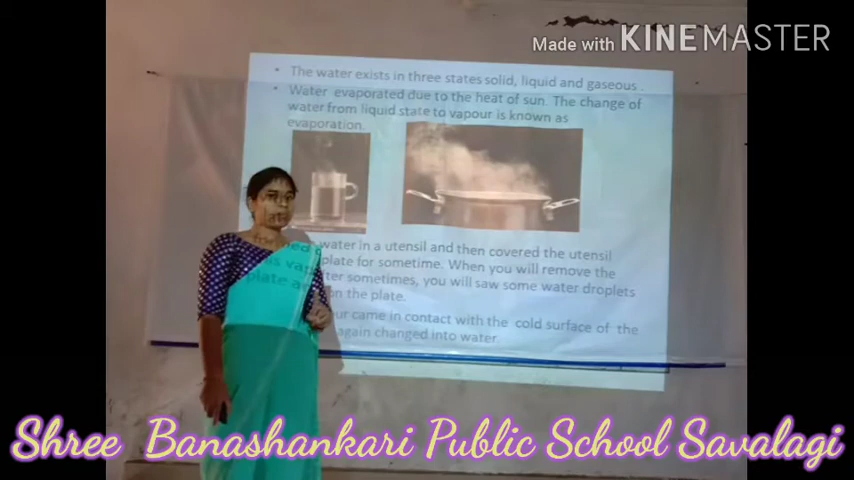 Made with KINEMASTER
• The water exists in three states solid, liquid and gaseous .
• Water evaporated due to the heat of sun. The change of
water from liquid state to vapour is known as
evaporation.
water in a utensil and then covered the utensil
plate for sometime. When you will remove the
plate sometimes, you will saw some water droplets
on the plate.
came in contact with the cold surface of the
again changed into water.
Shree Banashankari Public School Savalagi